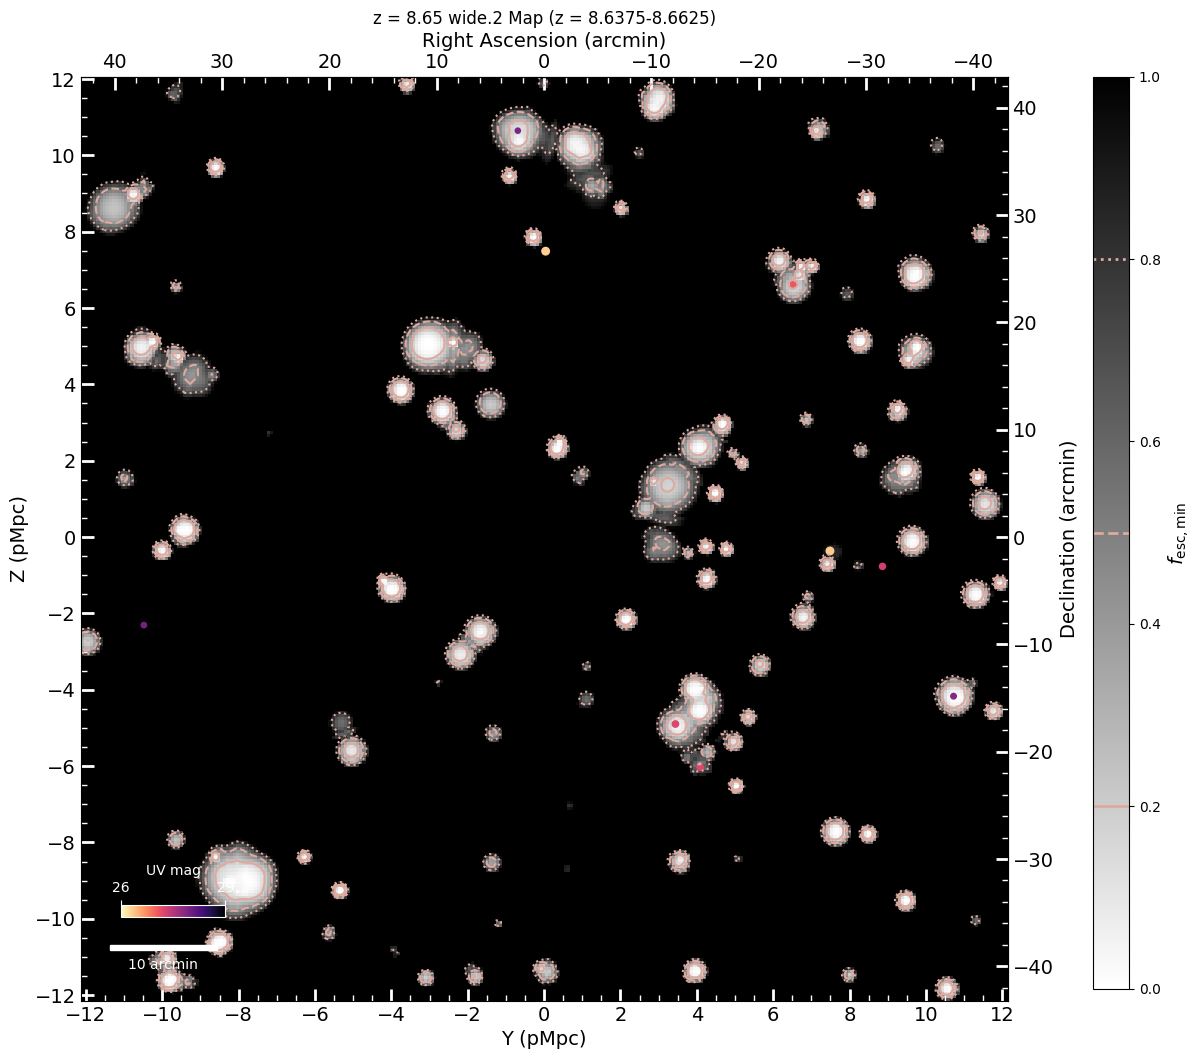 z = 8.65 wide.2 Map (z = 8.6375-8.6625)
Right Ascension (arcmin)
40 30 20 10 0 −10 −20 −30 −40
12
10
8
6
4
2
0
−2
−4
−6
−8
−10
−12
Z (pMpc)
−12 −10 −8 −6 −4 −2 0 2 4 6 8 10 12
Y (pMpc)
40
30
20
10
0
−10
−20
−30
−40
Declination (arcmin)
UV mag
26 23
10 arcmin
1.0
0.8
0.6
0.4
0.2
0.0
fesc, min